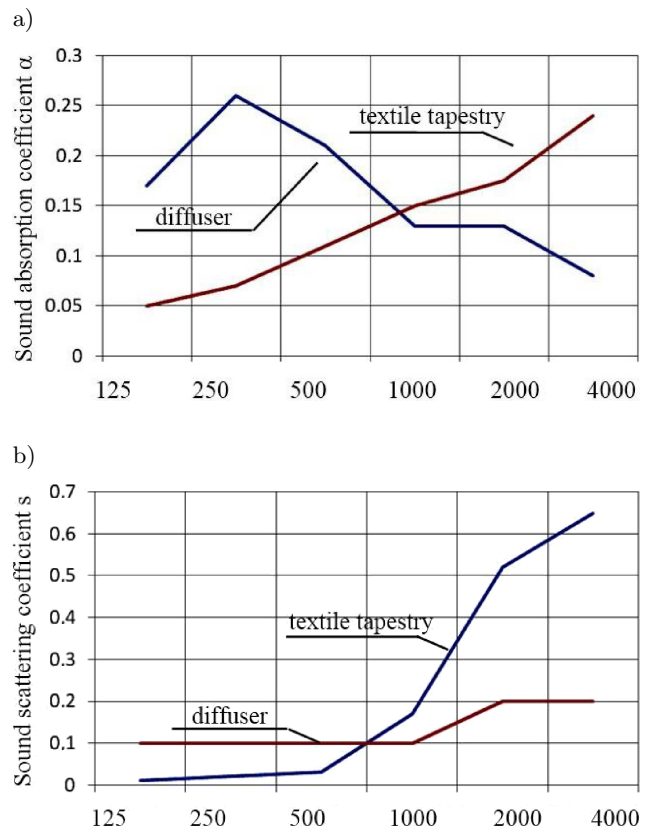 a)
Sound absorption coefficient α
0.3
0.25
0.2
0.15
0.1
0.05
0
textile tapestry
diffuser
125 250 500 1000 2000 4000
b)
Sound scattering coefficient s
0.7
0.6
0.5
0.4
0.3
0.2
0.1
0
textile tapestry
diffuser
125 250 500 1000 2000 4000